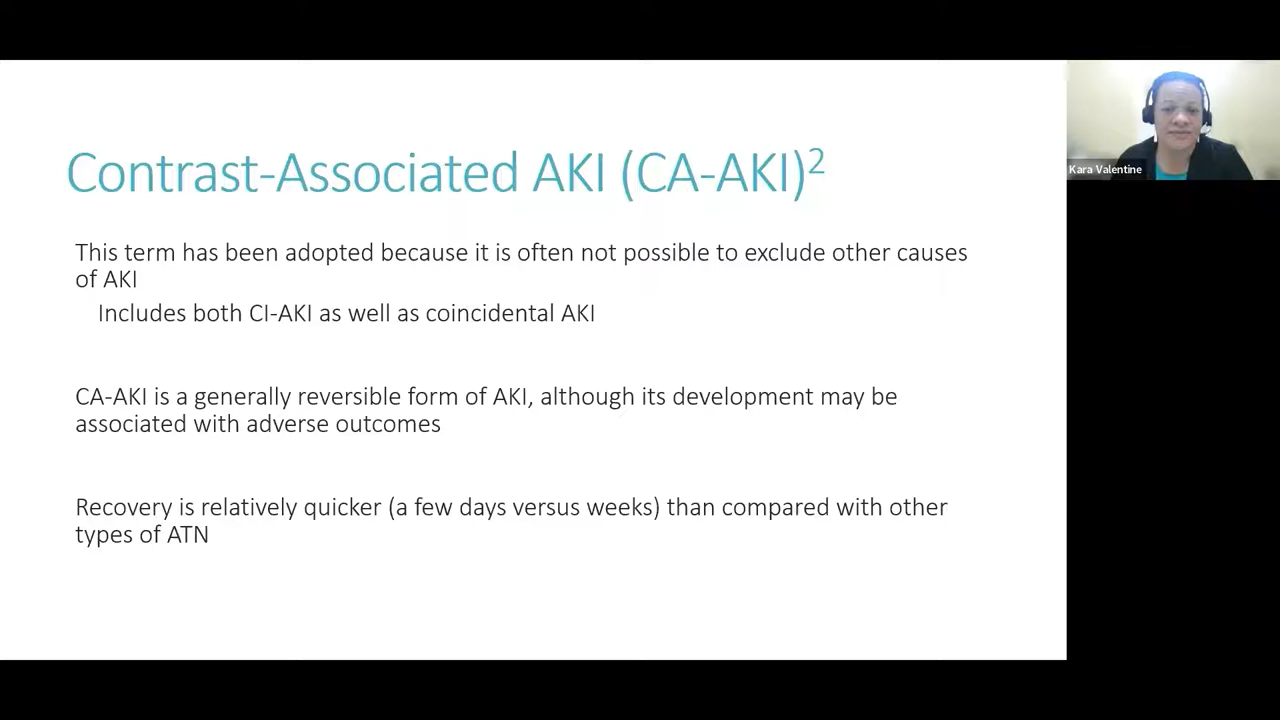 Contrast-Associated AKI (CA-AKI)²
This term has been adopted because it is often not possible to exclude other causes
of AKI
Includes both CI-AKI as well as coincidental AKI
CA-AKI is a generally reversible form of AKI, although its development may be
associated with adverse outcomes
Recovery is relatively quicker (a few days versus weeks) than compared with other
types of ATN
Kara Valentine